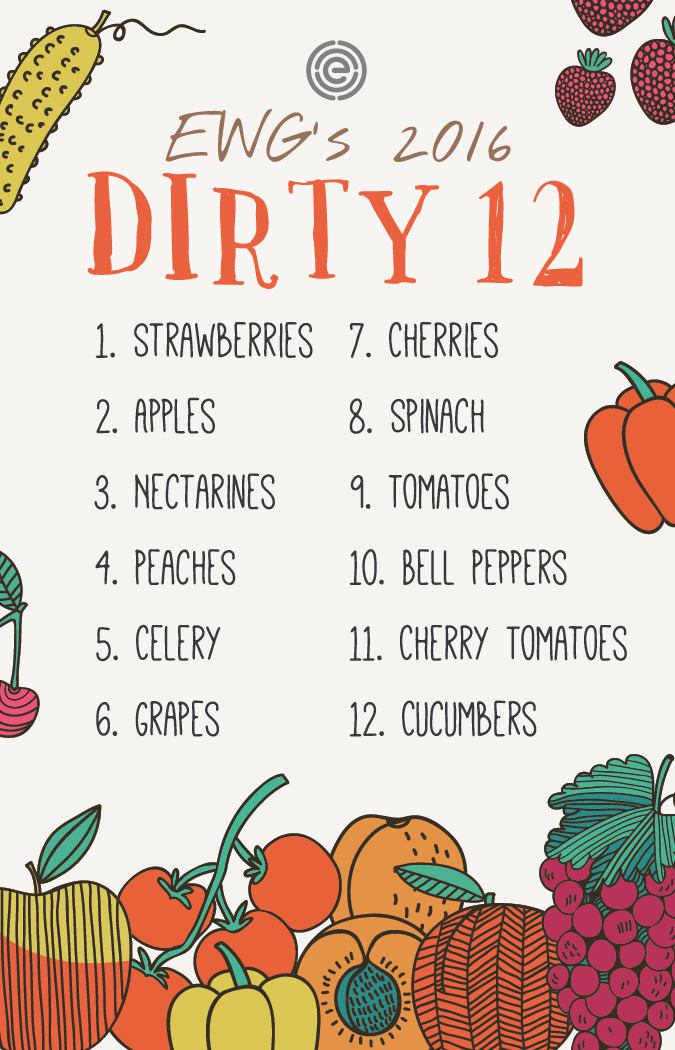 e
EWG's 2016
DIRTY 12
1. STRAWBERRIES
2. APPLES
3. NECTARINES
4. PEACHES
5. CELERY
6. GRAPES
7. CHERRIES
8. SPINACH
9. TOMATOES
10. BELL PEPPERS
11. CHERRY TOMATOES
12. CUCUMBERS